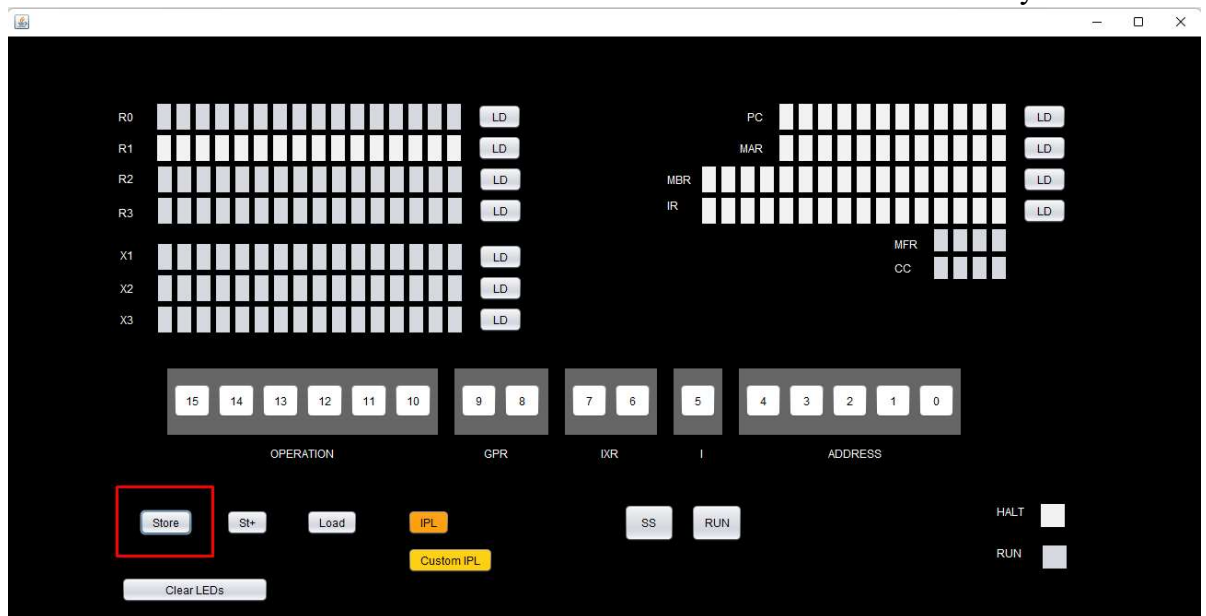 R0 LD PC LD
R1 LD MAR LD
R2 LD MBR LD
R3 LD IR LD
MFR
X1 LD
CC
X2 LD
X3 LD
15 14 13 12 11 10 9 8 7 6 5 4 3 2 1 0
OPERATION GPR IXR I ADDRESS
Store St+ Load IPL SS RUN HALT
Custom IPL RUN
Clear LEDs